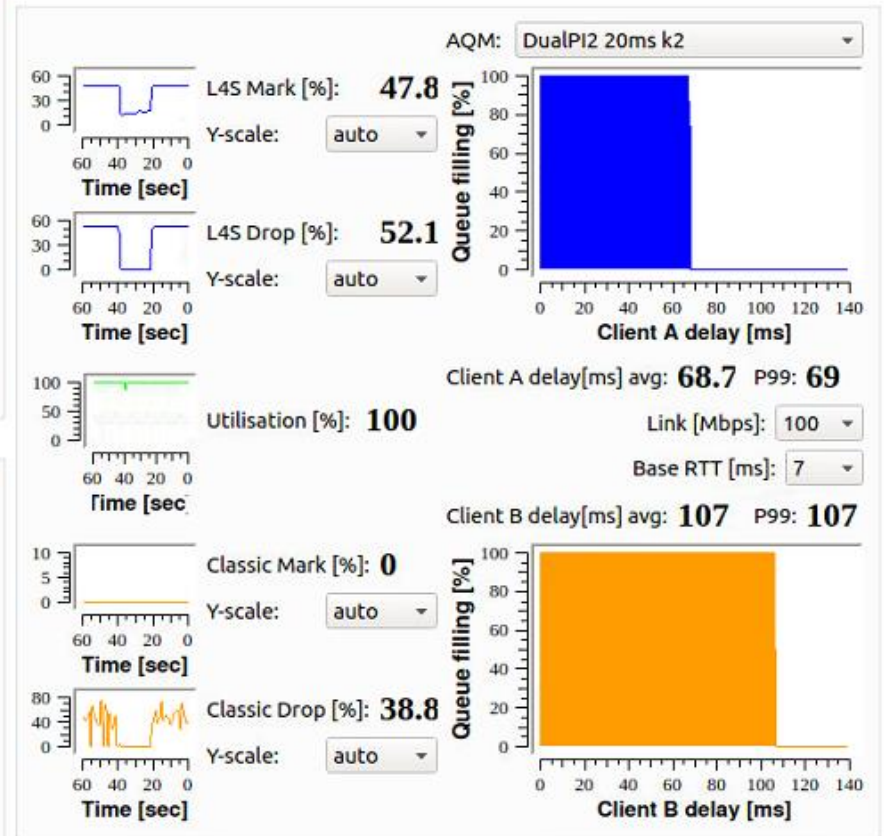 AQM: DualPI2 20ms k2
60
30
0
L4S Mark [%]: 47.8
Y-scale: auto
60 40 20 0
Time [sec]
60
30
0
L4S Drop [%]: 52.1
Y-scale: auto
60 40 20 0
Time [sec]
100
80
60
40
20
0
Queue filling [%]
0 20 40 60 80 100 120 140
Client A delay [ms]
Client A delay[ms] avg: 68.7 P99: 69
100
50
0
Utilisation [%]: 100
60 40 20 0
Time [sec
Link [Mbps]: 100
Base RTT [ms]: 7
Client B delay[ms] avg: 107 P99: 107
10
5
0
Classic Mark [%]: 0
Y-scale: auto
60 40 20 0
Time [sec]
80
40
0
Classic Drop [%]: 38.8
Y-scale: auto
60 40 20 0
Time [sec]
100
80
60
40
20
0
Queue filling [%]
0 20 40 60 80 100 120 140
Client B delay [ms]